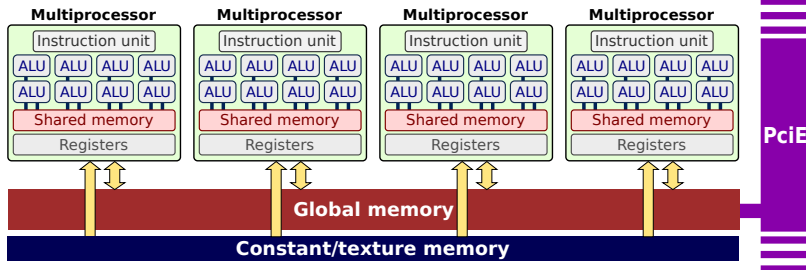 Multiprocessor Multiprocessor Multiprocessor Multiprocessor
Instruction unit Instruction unit Instruction unit Instruction unit
ALU ALU ALU ALU ALU ALU ALU ALU ALU ALU ALU ALU ALU ALU ALU ALU
ALU ALU ALU ALU ALU ALU ALU ALU ALU ALU ALU ALU ALU ALU ALU ALU
Shared memory Shared memory Shared memory Shared memory
Registers Registers Registers Registers
PciE
Global memory
Constant/texture memory